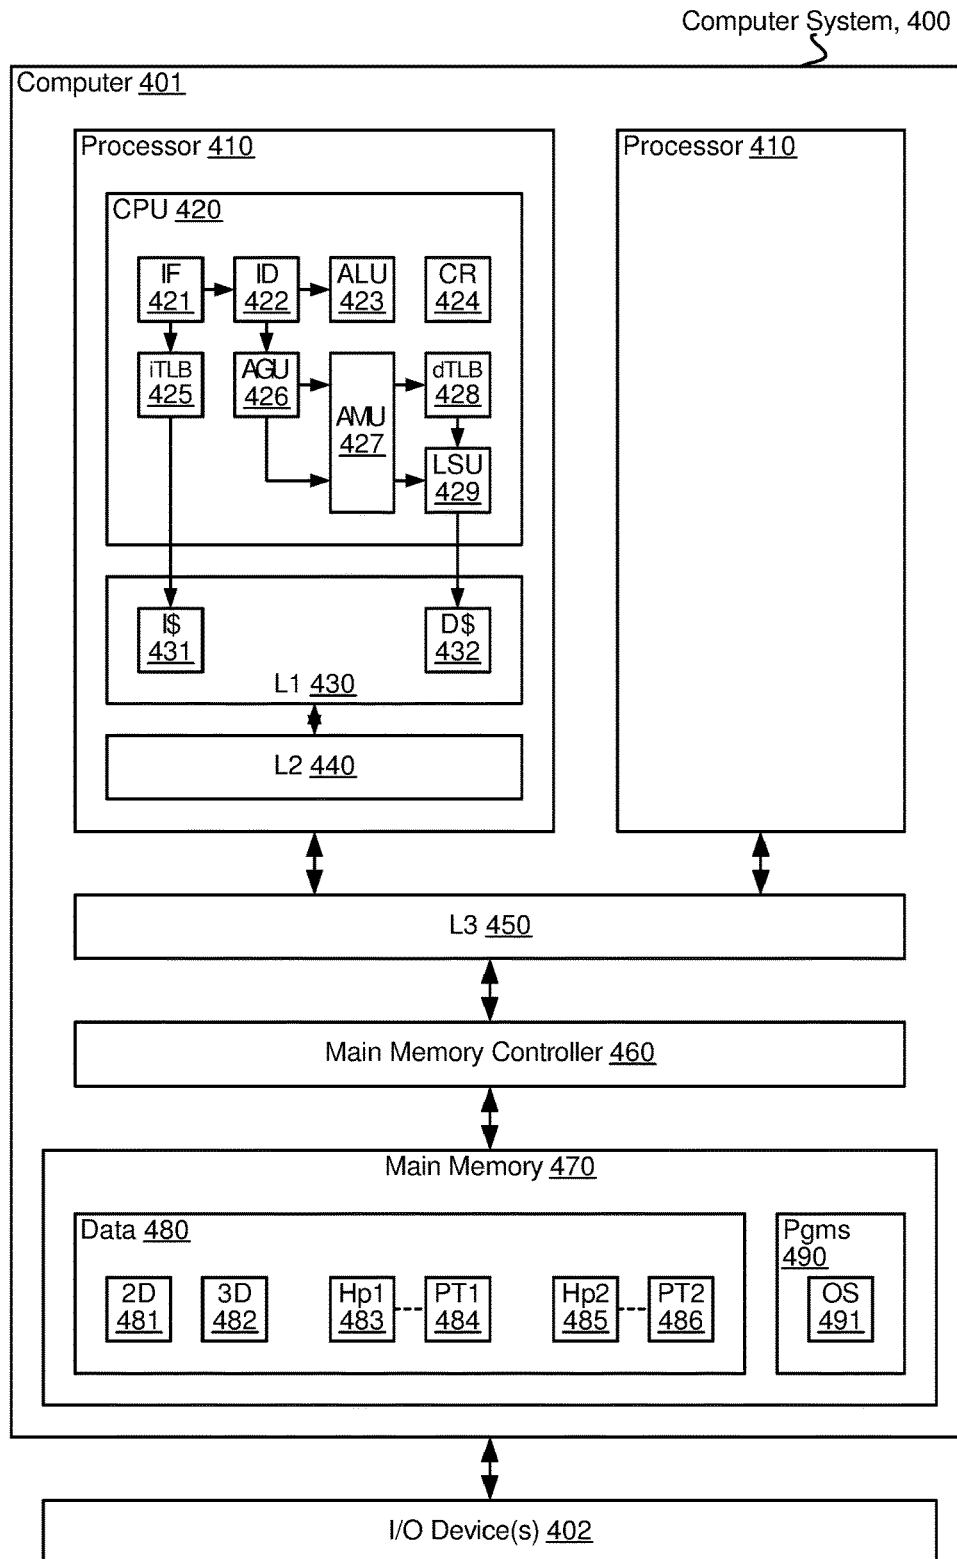 Computer System, 400
Computer 401
Processor 410
Processor 410
CPU 420
IF
421
ID
422
ALU
423
CR
424
iTLB
425
AGU
426
AMU
427
dTLB
428
LSU
429
I$
431
D$
432
L1 430
L2 440
L3 450
Main Memory Controller 460
Main Memory 470
Data 480
2D
481
3D
482
Hp1
483
PT1
484
Hp2
485
PT2
486
Pgms
490
OS
491
I/O Device(s) 402